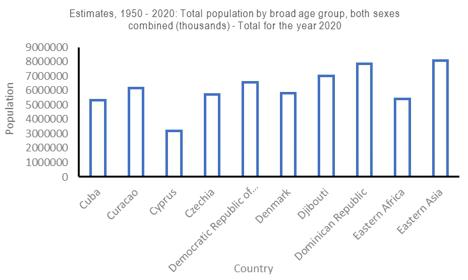 Estimates, 1950 - 2020: Total population by broad age group, both sexes
combined (thousands) - Total for the year 2020
Population
9000000
8000000
7000000
6000000
5000000
4000000
3000000
2000000
1000000
0
Cuba
Curacao
Cyprus
Czechia
Democratic Republic of...
Denmark
Djibouti
Dominican Republic
Eastern Africa
Eastern Asia
Country